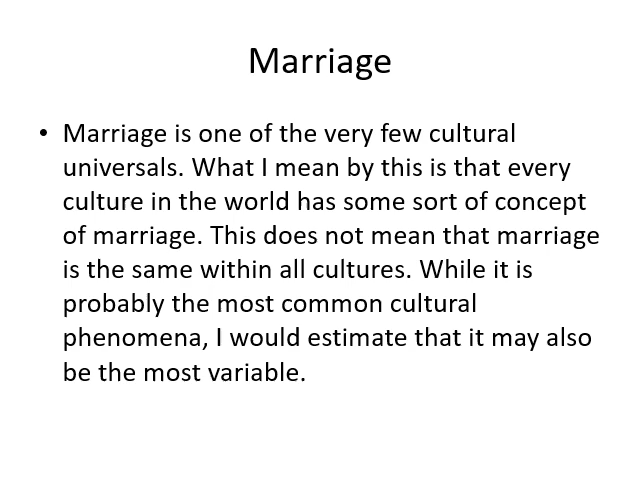 Marriage
• Marriage is one of the very few cultural
universals. What I mean by this is that every
culture in the world has some sort of concept
of marriage. This does not mean that marriage
is the same within all cultures. While it is
probably the most common cultural
phenomena, I would estimate that it may also
be the most variable.